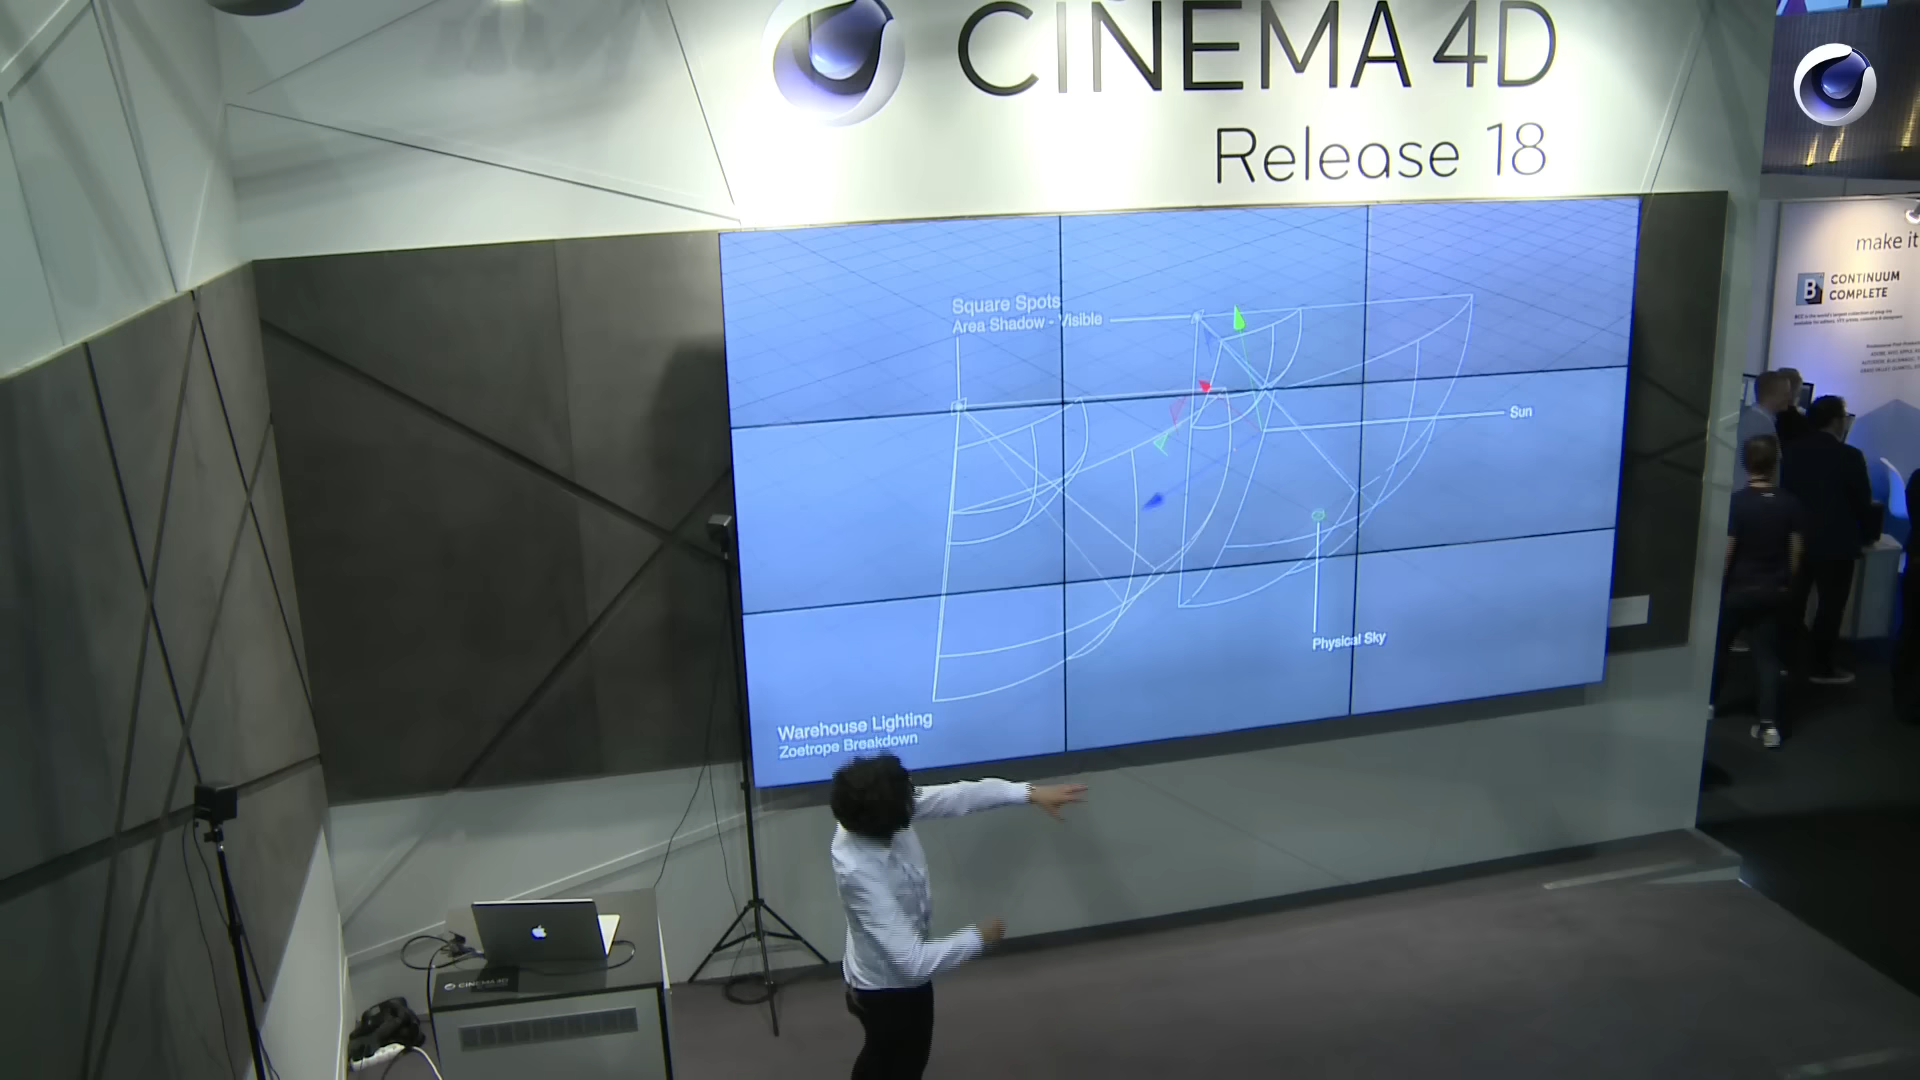 CINEMA 4D
Release 18
make it
B CONTINUUM
COMPLETE
Square Spots
Area Shadow - Visible
Sun
Physical Sky
Warehouse Lighting
Zoetrope Breakdown
CINEMA 4D